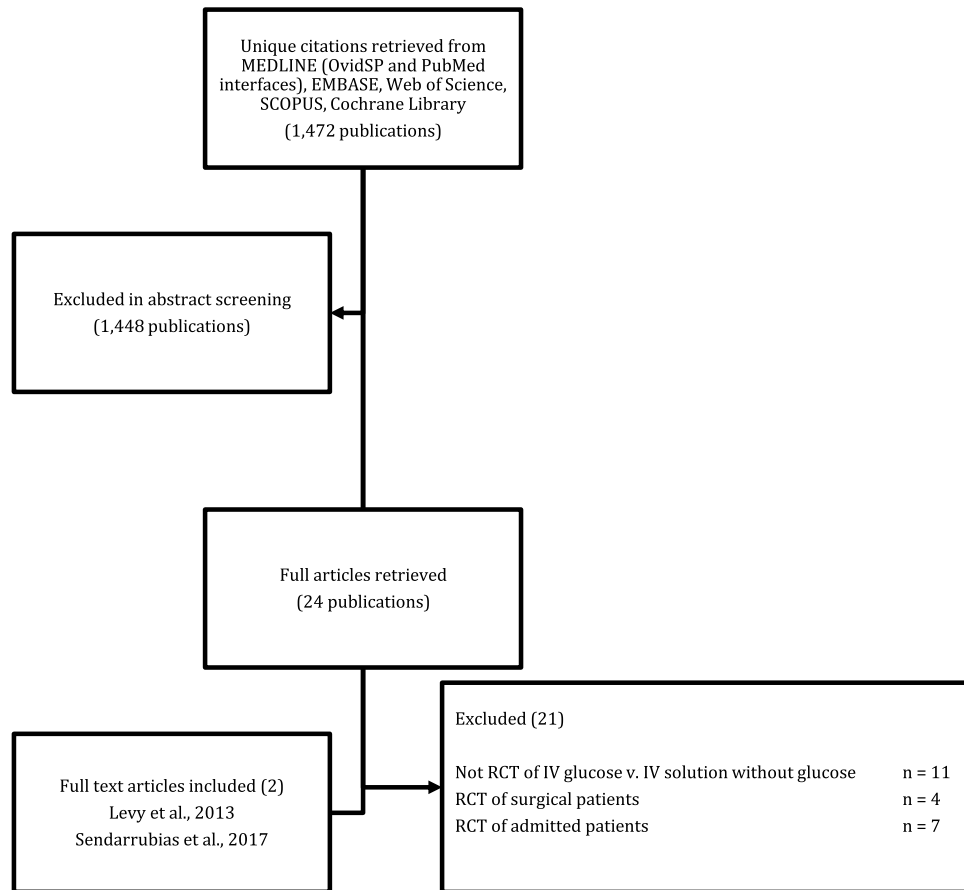 Unique citations retrieved from
MEDLINE (OvidSP and PubMed
interfaces), EMBASE, Web of Science,
SCOPUS, Cochrane Library
(1,472 publications)
Excluded in abstract screening
(1,448 publications)
Full articles retrieved
(24 publications)
Excluded (21)
Not RCT of IV glucose v. IV solution without glucose n = 11
RCT of surgical patients n = 4
RCT of admitted patients n = 7
Full text articles included (2)
Levy et al., 2013
Sendarrubias et al., 2017